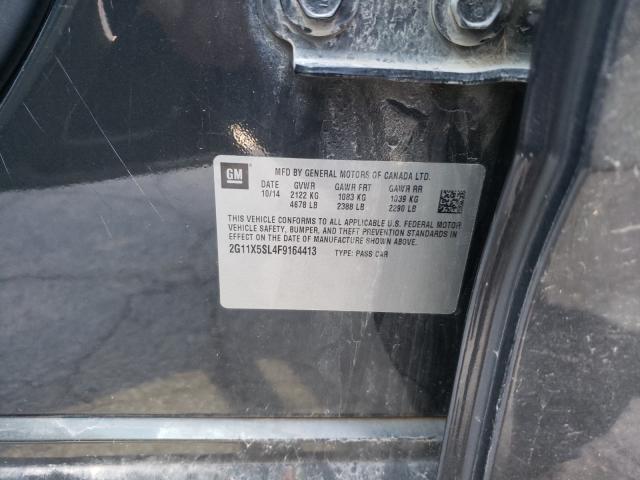 GM
MFD BY GENERAL MOTORS OF CANADA LTD.
DATE GVWR GAWR FRT GAWR RR
10/14 2122 KG 1083 KG 1039 KG
4678 LB 2388 LB 2290 LB
THIS VEHICLE CONFORMS TO ALL APPLICABLE U.S. FEDERAL MOTOR
VEHICLE SAFETY, BUMPER, AND THEFT PREVENTION STANDARDS
IN EFFECT ON THE DATE OF MANUFACTURE SHOWN ABOVE.
2G11X5SL4F9164413 TYPE: PASS CAR